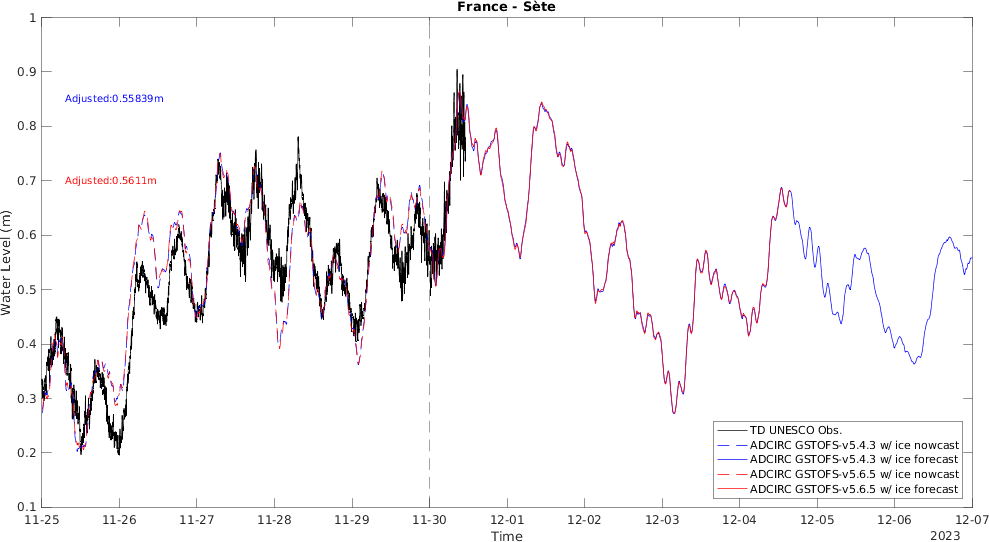 France - Sète
1
0.9
0.8
0.7
0.6
0.5
0.4
0.3
0.2
0.1
Water Level (m)
Adjusted:0.55839m
Adjusted:0.5611m
TD UNESCO Obs.
ADCIRC GSTOFS-v5.4.3 w/ ice nowcast
ADCIRC GSTOFS-v5.4.3 w/ ice forecast
ADCIRC GSTOFS-v5.6.5 w/ ice nowcast
ADCIRC GSTOFS-v5.6.5 w/ ice forecast
11-25 11-26 11-27 11-28 11-29 11-30 12-01 12-02 12-03 12-04 12-05 12-06 12-07
Time
2023